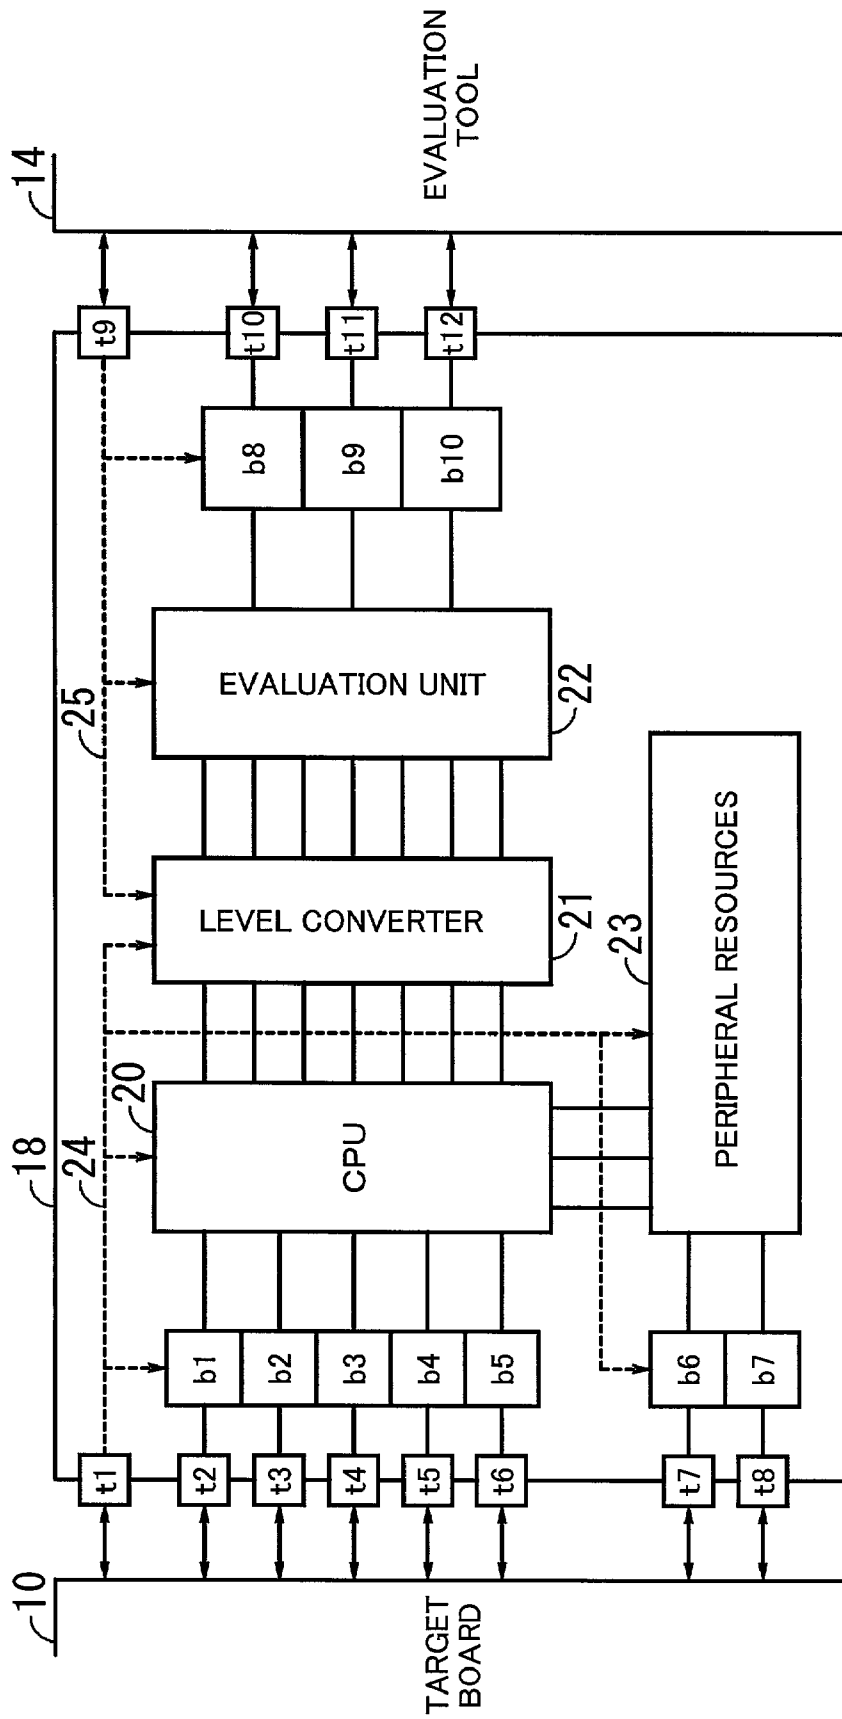 10
18
14
24
25
t1
t9
20
t2
b1
t3
b2
t4
b3
t5
b4
t6
b5
CPU
LEVEL CONVERTER
21
EVALUATION UNIT
22
b8
b9
b10
t10
t11
t12
TARGET
BOARD
EVALUATION
TOOL
23
t7
b6
t8
b7
PERIPHERAL RESOURCES